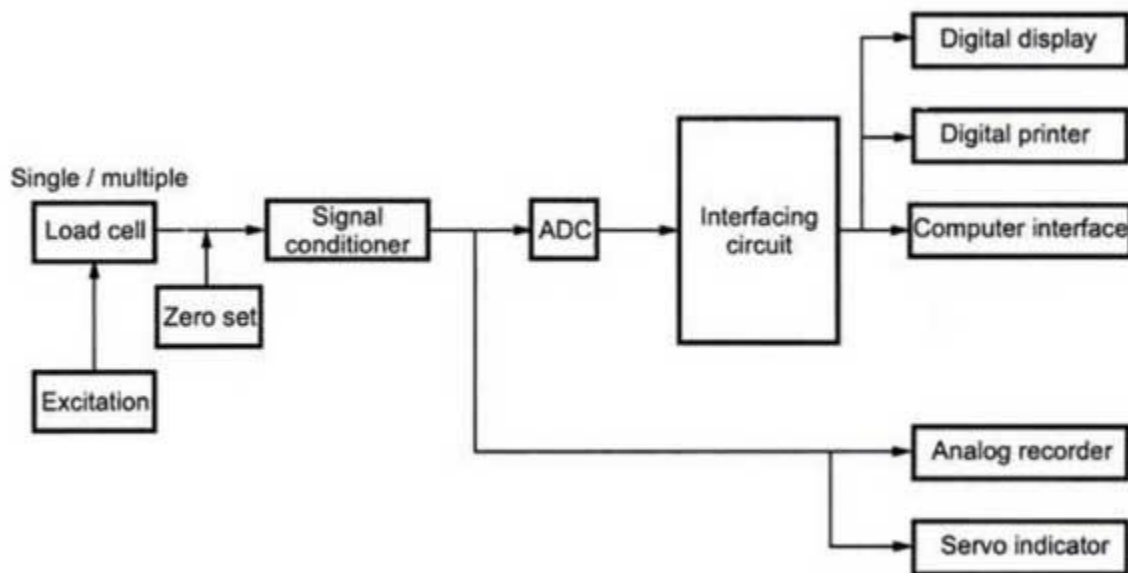 Digital display
Digital printer
Single / multiple
Load cell
Signal
conditioner
ADC
Interfacing
circuit
Computer interface
Zero set
Excitation
Analog recorder
Servo indicator